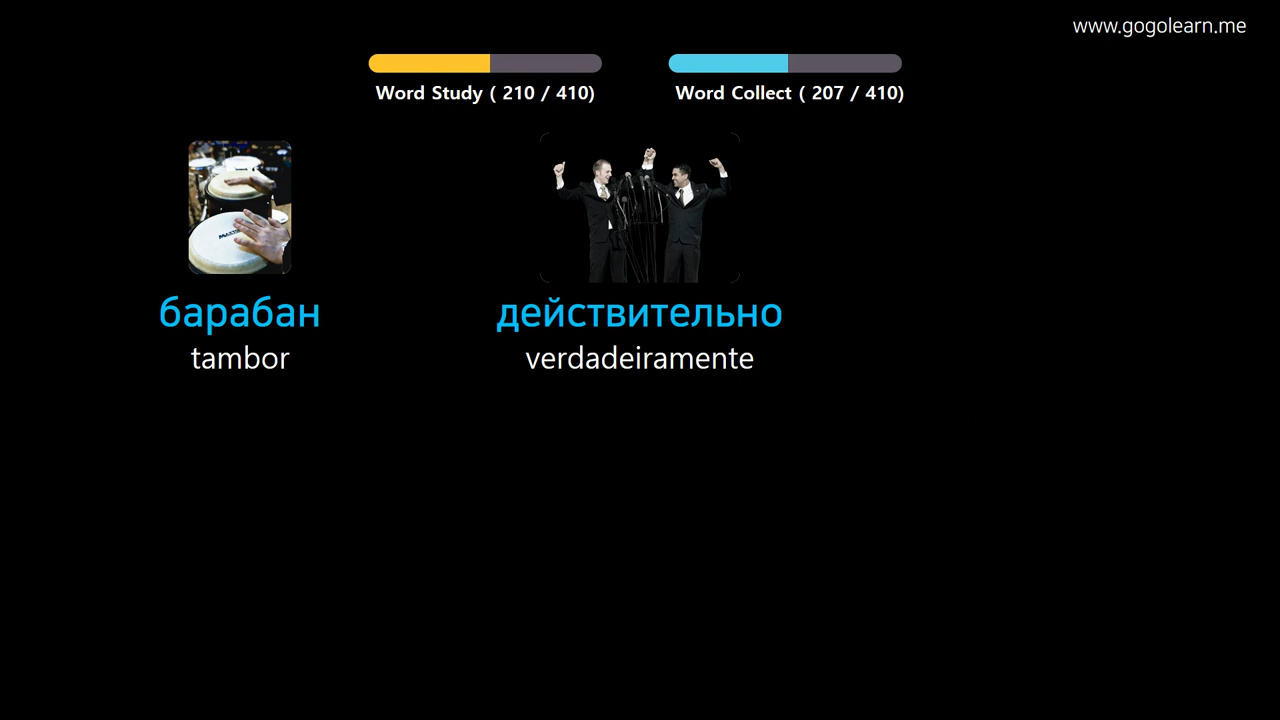 www.gogolearn.me
Word Study ( 210 / 410)
Word Collect ( 207 / 410)
барабан
tambor
действительно
verdadeiramente